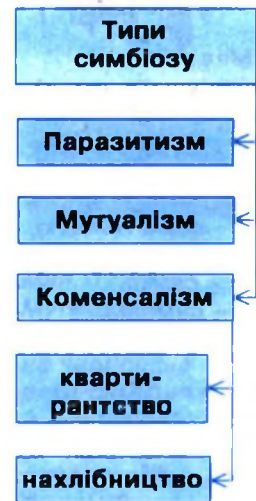 Типи
симбіозу
Паразитизм
Мутуалізм
Коменсалізм
кварти-
рантство
нахлібництво